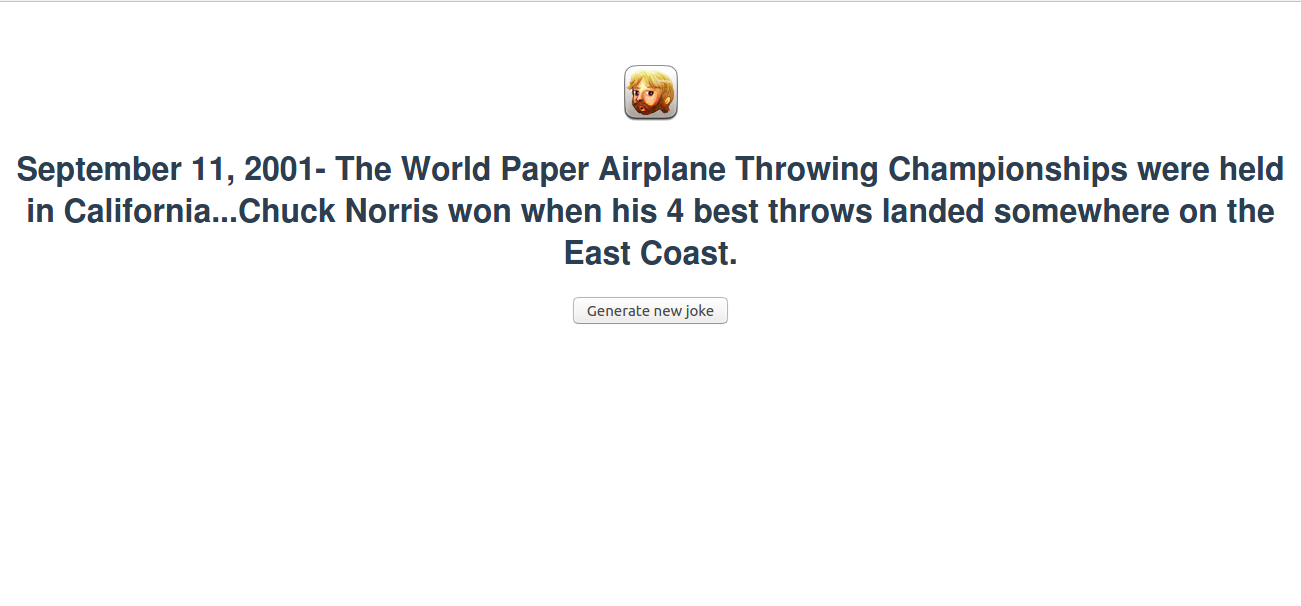 September 11, 2001- The World Paper Airplane Throwing Championships were held
in California...Chuck Norris won when his 4 best throws landed somewhere on the
East Coast.
Generate new joke